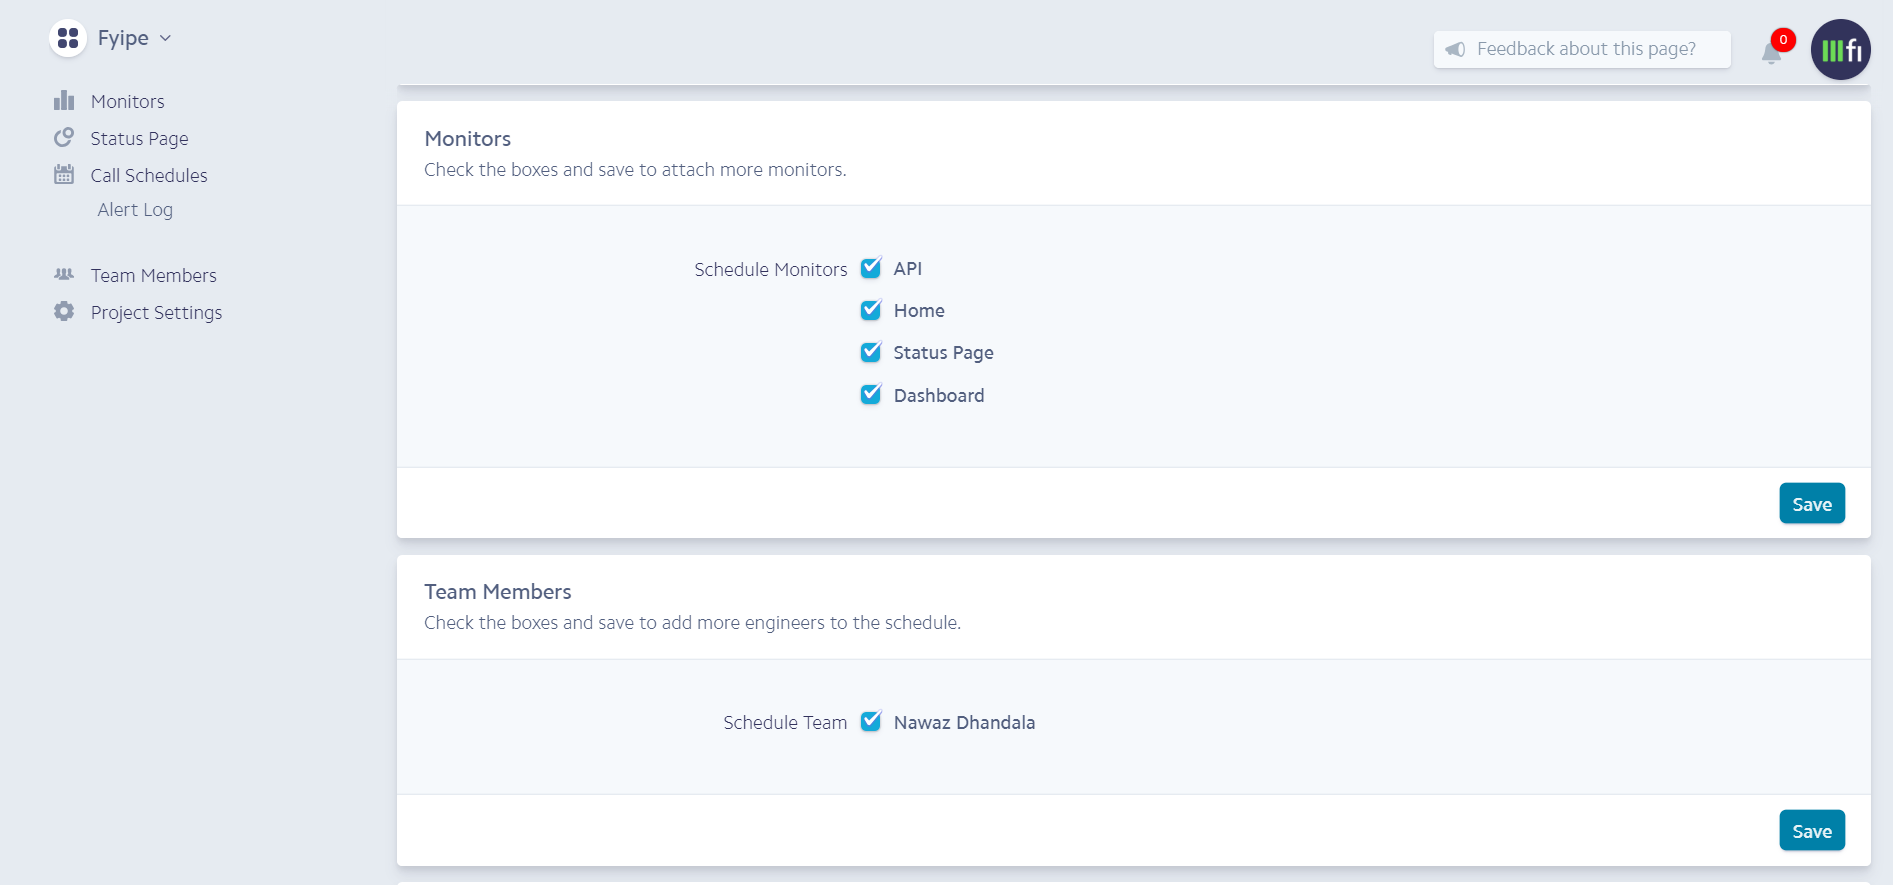 Fyipe
Feedback about this page?
0
fi
Monitors
Status Page
Call Schedules
Alert Log
Team Members
Project Settings
Monitors
Check the boxes and save to attach more monitors.
Schedule Monitors API
Home
Status Page
Dashboard
Save
Team Members
Check the boxes and save to add more engineers to the schedule.
Schedule Team Nawaz Dhandala
Save